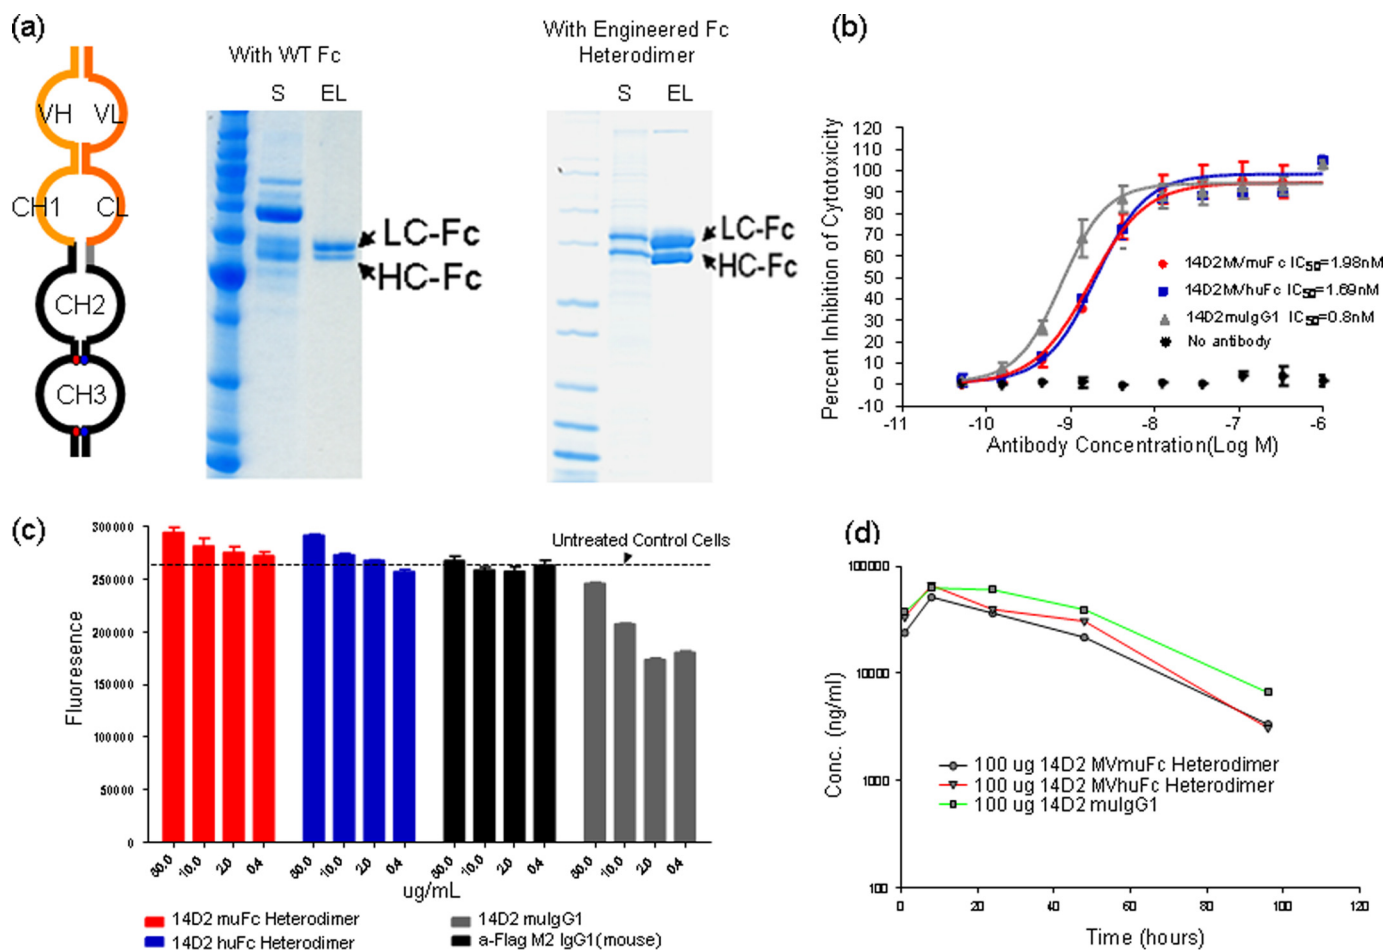 (a)
With WT Fc
S EL
With Engineered Fc
Heterodimer
S EL
VH VL
CH1 CL
CH2
CH3
LC-Fc
HC-Fc
LC-Fc
HC-Fc
(b)
Percent Inhibition of Cytotoxicity
120
110
100
90
80
70
60
50
40
30
20
10
0
-10
-11 -10 -9 -8 -7 -6
Antibody Concentration(Log M)
14D2MVmuFc IC50=1.98nM
14D2MVhuFc IC50=1.69nM
14D2muIgG1 IC50=0.8nM
No antibody
(c)
Fluoresence
300000
250000
200000
150000
100000
50000
0
Untreated Control Cells
50.0 10.0 2.0 0.4 50.0 10.0 2.0 0.4 50.0 10.0 2.0 0.4 50.0 10.0 2.0 0.4
ug/mL
14D2 muFc Heterodimer
14D2 huFc Heterodimer
14D2 muIgG1
a-Flag M2 IgG1(mouse)
(d)
Conc. (ng/ml)
100000
10000
1000
100
0 20 40 60 80 100 120
Time (hours)
100 ug 14D2 MVmuFc Heterodimer
100 ug 14D2 MVhuFc Heterodimer
100 ug 14D2 muIgG1